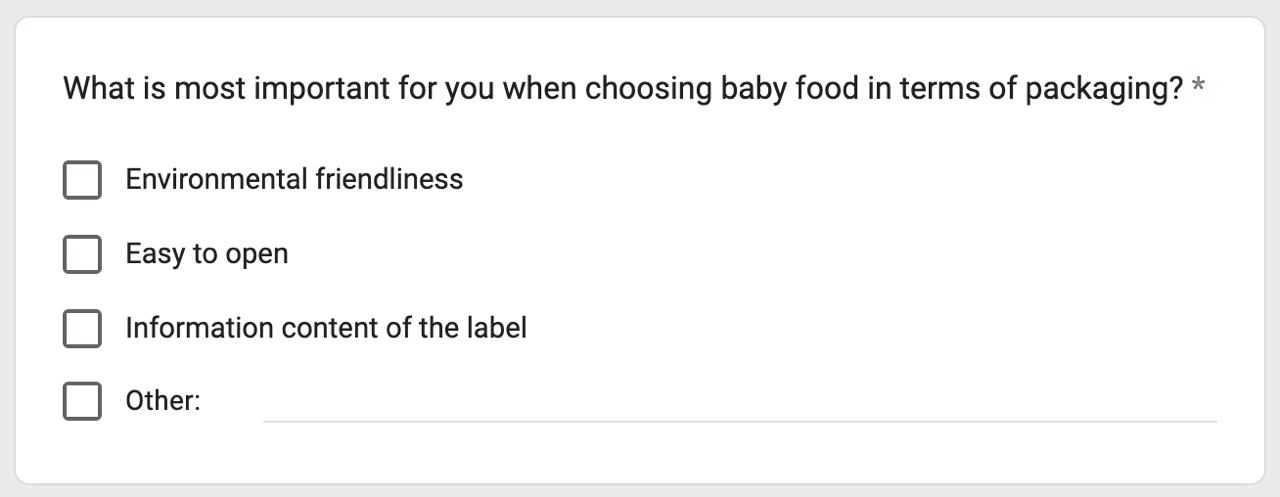 What is most important for you when choosing baby food in terms of packaging? *
Environmental friendliness
Easy to open
Information content of the label
Other: